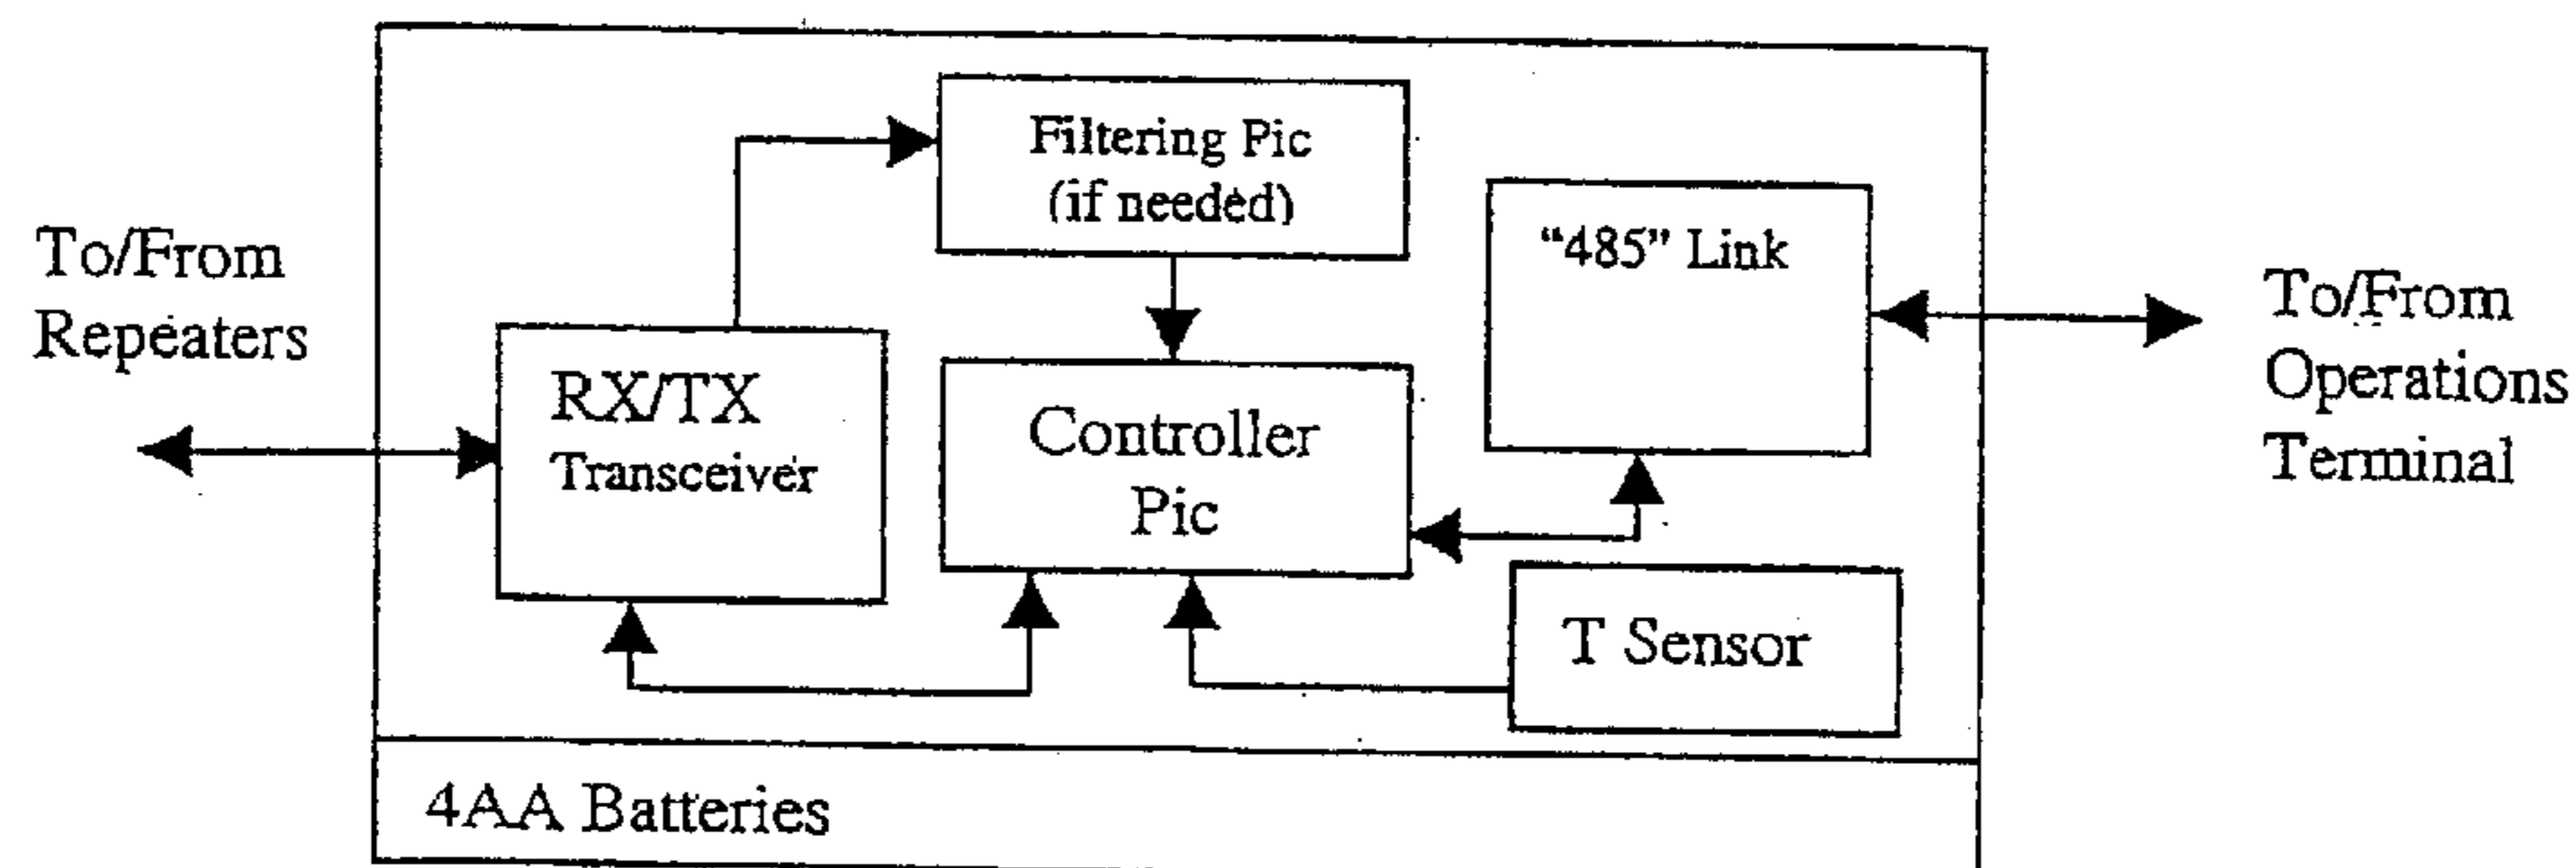 To/From
Repeaters
Filtering Pic
(if needed)
"485" Link
RX/TX
Transceiver
Controller
Pic
T Sensor
To/From
Operations
Terminal
4AA Batteries